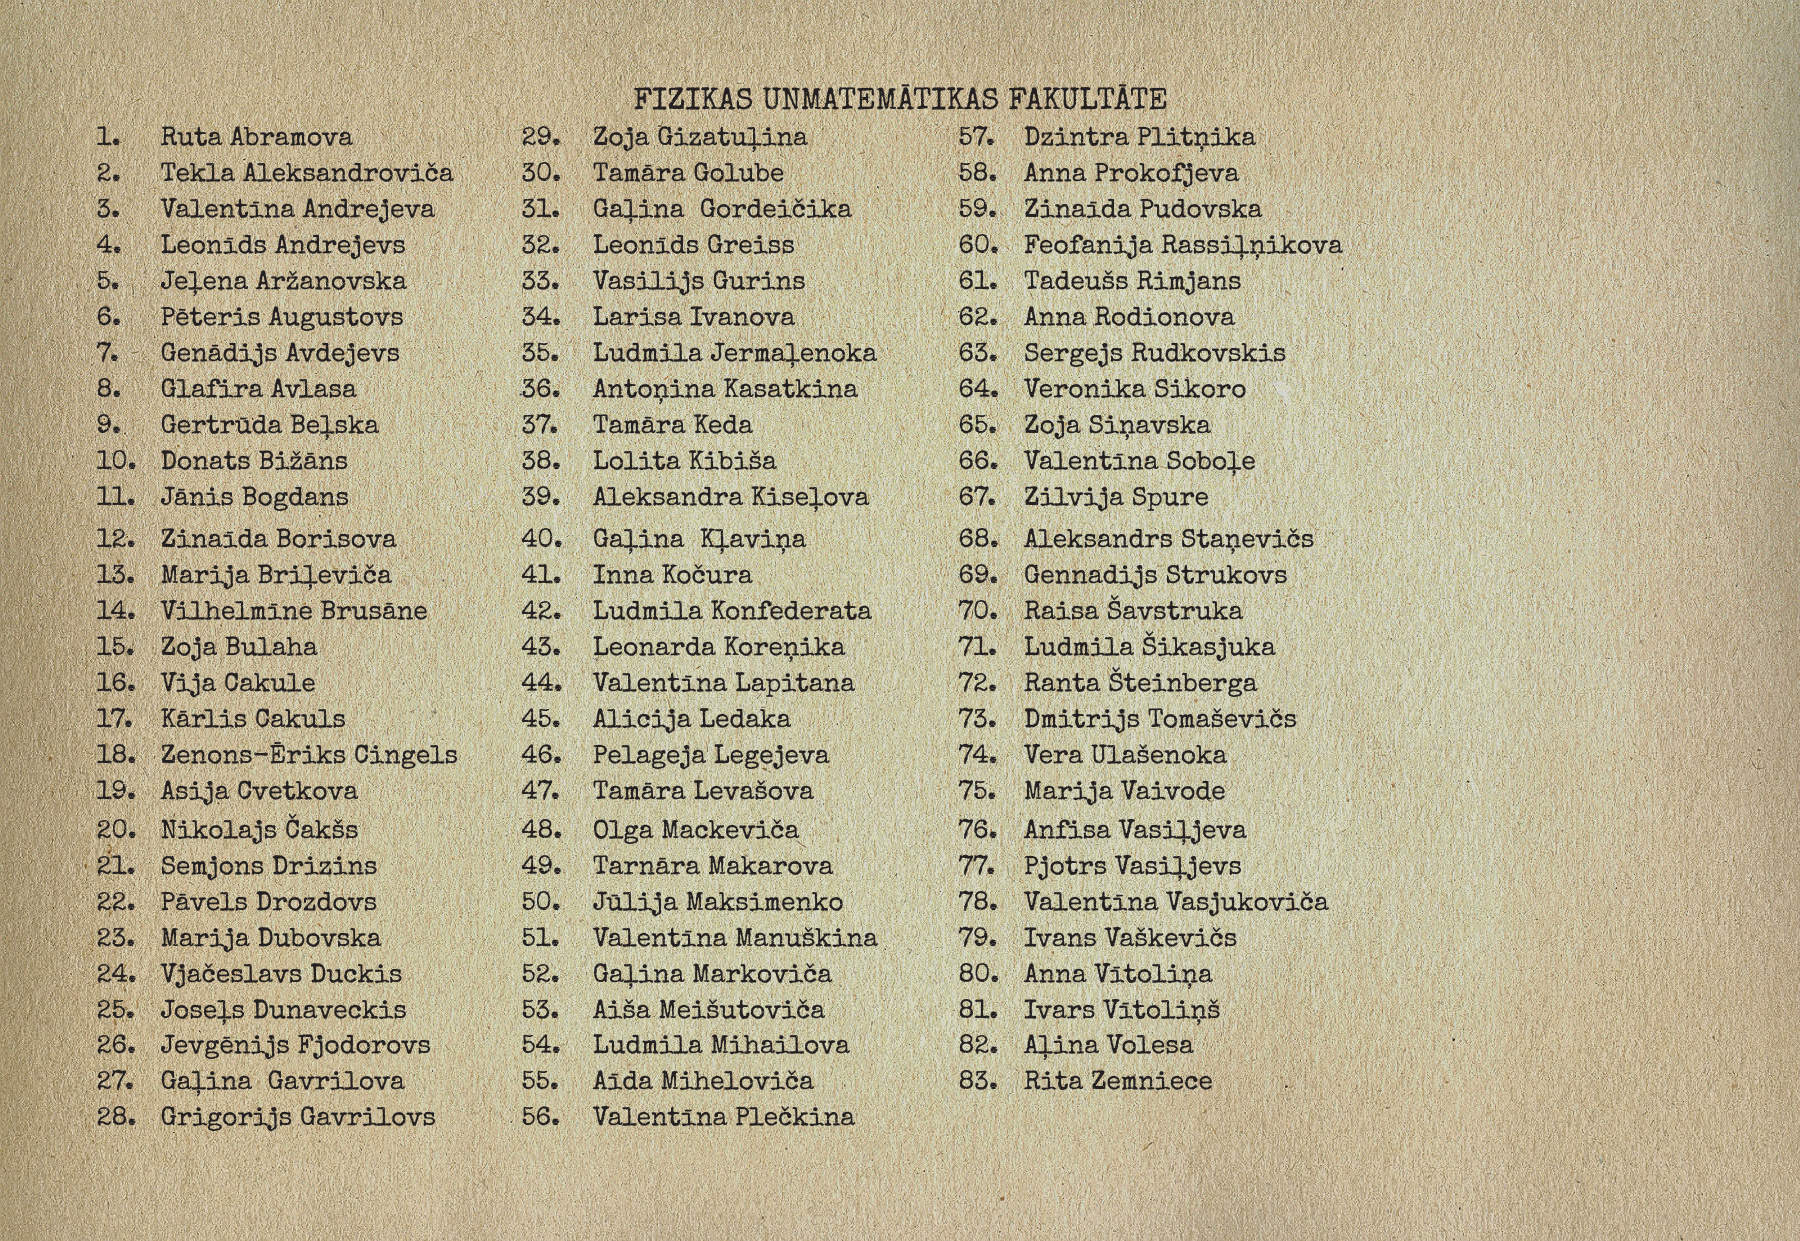 FIZIKAS UNMATEMĀTIKAS FAKULTĀTE
1. Ruta Abramova
2. Tekla Aleksandroviča
3. Valentīna Andrejeva
4. Leonīds Andrejevs
5. Jeļena Aržanovska
6. Pēteris Augustovs
7. Genādijs Avdejevs
8. Glafira Avlasa
9. Gertrūda Beļska
10. Donats Bižāns
11. Jānis Bogdans
12. Zinaīda Borisova
13. Marija Briļeviča
14. Vilhelmīne Brusāne
15. Zoja Bulaha
16. Vija Cakule
17. Kārlis Cakuls
18. Zenons-Ēriks Cingels
19. Asija Cvetkova
20. Nikolajs Čakšs
21. Semjons Drizins
22. Pāvels Drozdovs
23. Marija Dubovska
24. Vjačeslavs Duckis
25. Joseļs Dunaveckis
26. Jevgēnijs Fjodorovs
27. Gaļina Gavrilova
28. Grigorijs Gavrilovs
29. Zoja Gizatuļina
30. Tamāra Golube
31. Gaļina Gordeičika
32. Leonīds Greiss
33. Vasilijs Gurins
34. Larisa Ivanova
35. Ludmila Jermaļenoka
36. Antoņina Kasatkina
37. Tamāra Keda
38. Lolita Kibiša
39. Aleksandra Kiseļova
40. Gaļina Kļaviņa
41. Inna Kočura
42. Ludmila Konfederata
43. Leonarda Koreņika
44. Valentīna Lapitana
45. Alicija Ledaka
46. Pelageja Legejeva
47. Tamāra Levašova
48. Olga Mackeviča
49. Tarnāra Makarova
50. Jūlija Maksimenko
51. Valentīna Manuškina
52. Gaļina Markoviča
53. Aiša Meišutoviča
54. Ludmila Mihailova
55. Aīda Miheloviča
56. Valentīna Plečkina
57. Dzintra Plitņika
58. Anna Prokofjeva
59. Zinaīda Pudovska
60. Feofanija Rassiļņikova
61. Tadeušs Rimjans
62. Anna Rodionova
63. Sergejs Rudkovskis
64. Veronika Sikoro
65. Zoja Siņavska
66. Valentīna Soboļe
67. Zilvija Spure
68. Aleksandrs Staņevičs
69. Gennadijs Strukovs
70. Raisa Šavstruka
71. Ludmila Šikasjuka
72. Ranta Šteinberga
73. Dmitrijs Tomaševičs
74. Vera Ulašenoka
75. Marija Vaivode
76. Anfisa Vasiļjeva
77. Pjotrs Vasiļjevs
78. Valentīna Vasjukoviča
79. Ivans Vaškevičs
80. Anna Vītoliņa
81. Ivars Vītoliņš
82. Aļina Volesa
83. Rita Zemniece